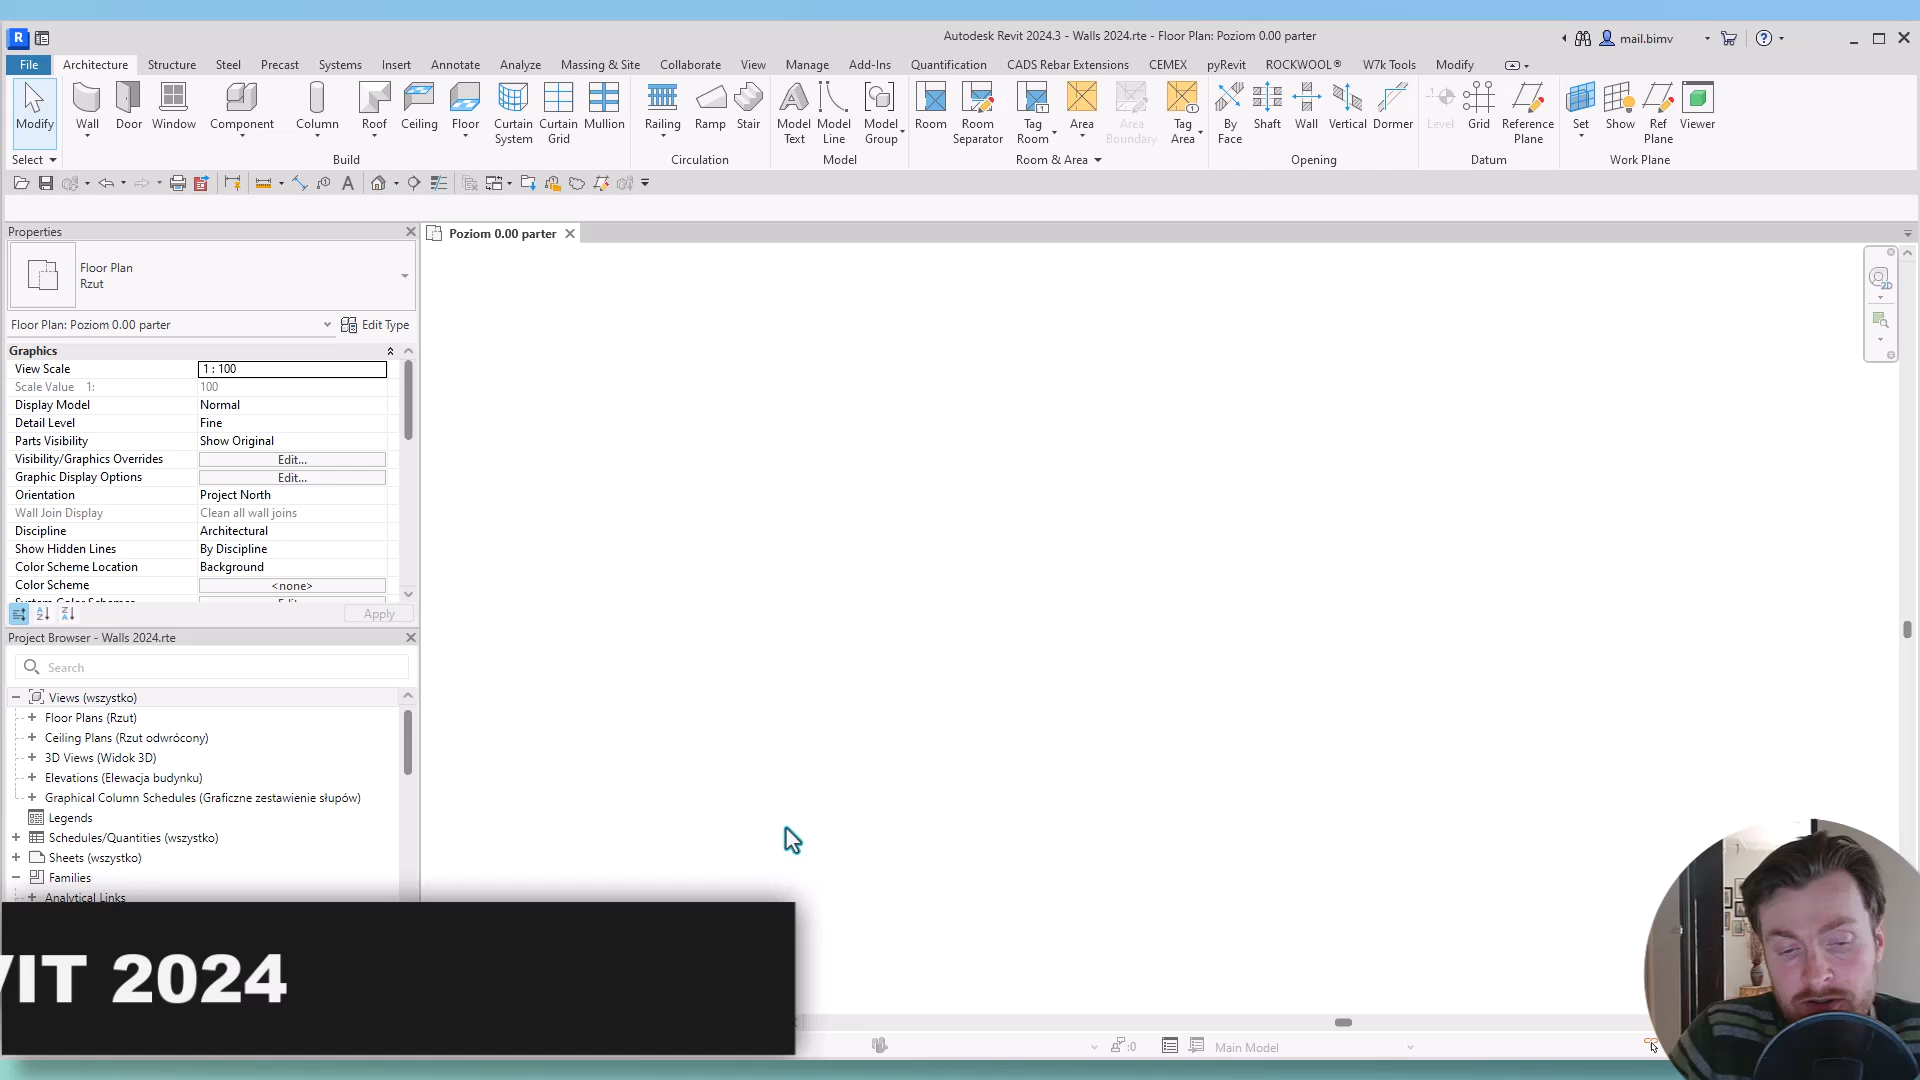 R
Autodesk Revit 2024.3 - Walls 2024.rte - Floor Plan: Poziom 0.00 parter
mail.bimv
File Architecture Structure Steel Precast Systems Insert Annotate Analyze Massing & Site Collaborate View Manage Add-Ins Quantification CADS Rebar Extensions CEMEX pyRevit ROCKWOOL® W7k Tools Modify
Modify Wall Door Window Component Column Roof Ceiling Floor Curtain System Curtain Grid Mullion Railing Ramp Stair Model Text Model Line Model Group Room Room Separator Tag Room Area Area Boundary Tag Area By Face Shaft Wall Vertical Dormer Level Grid Reference Plane Set Show Ref Plane Viewer
Select Build Circulation Model Room & Area Opening Datum Work Plane
Properties
Poziom 0.00 parter
Floor Plan
Rzut
2D
Floor Plan: Poziom 0.00 parter Edit Type
Graphics
View Scale 1 : 100
Scale Value 1: 100
Display Model Normal
Detail Level Fine
Parts Visibility Show Original
Visibility/Graphics Overrides Edit...
Graphic Display Options Edit...
Orientation Project North
Wall Join Display Clean all wall joins
Discipline Architectural
Show Hidden Lines By Discipline
Color Scheme Location Background
Color Scheme <none>
Apply
Project Browser - Walls 2024.rte
Search
Views (wszystko)
Floor Plans (Rzut)
Ceiling Plans (Rzut odwrócony)
3D Views (Widok 3D)
Elevations (Elewacja budynku)
Graphical Column Schedules (Graficzne zestawienie słupów)
Legends
Schedules/Quantities (wszystko)
Sheets (wszystko)
Families
Analytical Links
VIT 2024
:0 Main Model